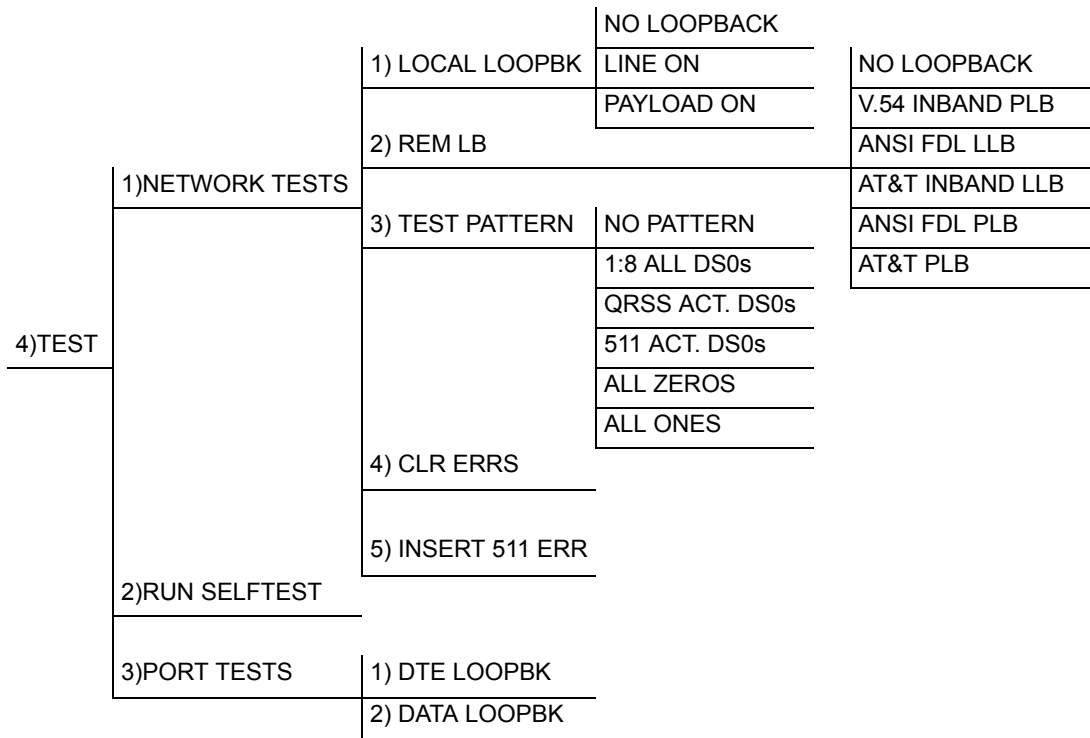 NO LOOPBACK
1) LOCAL LOOPBK
LINE ON
NO LOOPBACK
PAYLOAD ON
V.54 INBAND PLB
2) REM LB
ANSI FDL LLB
1)NETWORK TESTS
AT&T INBAND LLB
3) TEST PATTERN
NO PATTERN
ANSI FDL PLB
1:8 ALL DS0s
AT&T PLB
QRSS ACT. DS0s
4)TEST
511 ACT. DS0s
ALL ZEROS
ALL ONES
4) CLR ERRS
5) INSERT 511 ERR
2)RUN SELFTEST
3)PORT TESTS
1) DTE LOOPBK
2) DATA LOOPBK